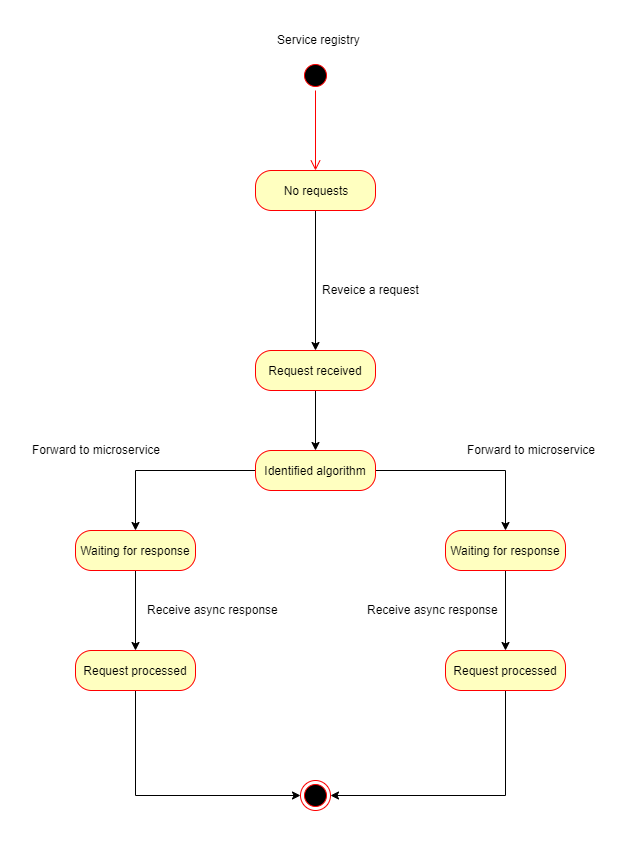 Service registry
No requests
Reveice a request
Request received
Forward to microservice
Forward to microservice
Identified algorithm
Waiting for response
Waiting for response
Receive async response
Receive async response
Request processed
Request processed